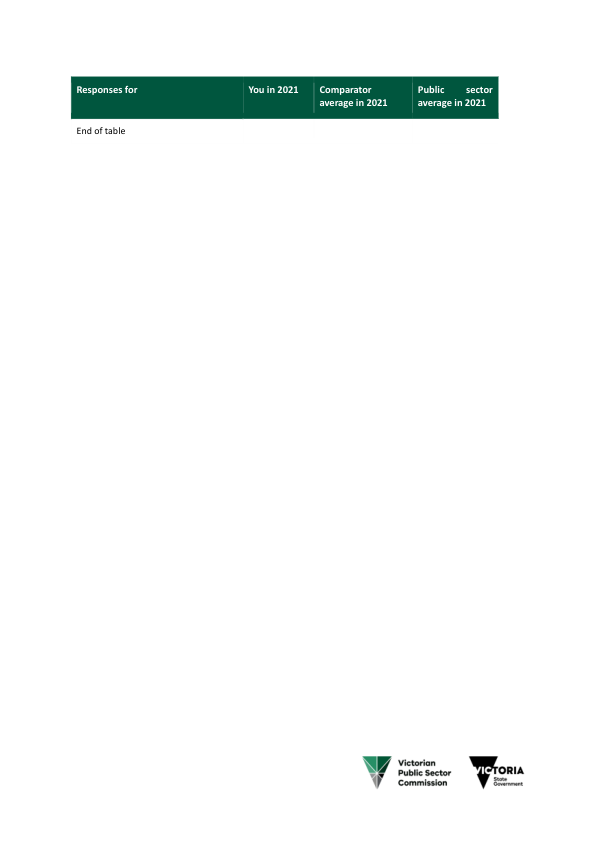 Responses for You in 2021 Comparator Public sector
average in 2021 average in 2021
End of table
Victorian
Public Sector
Commission
VICTORIA
State
Government